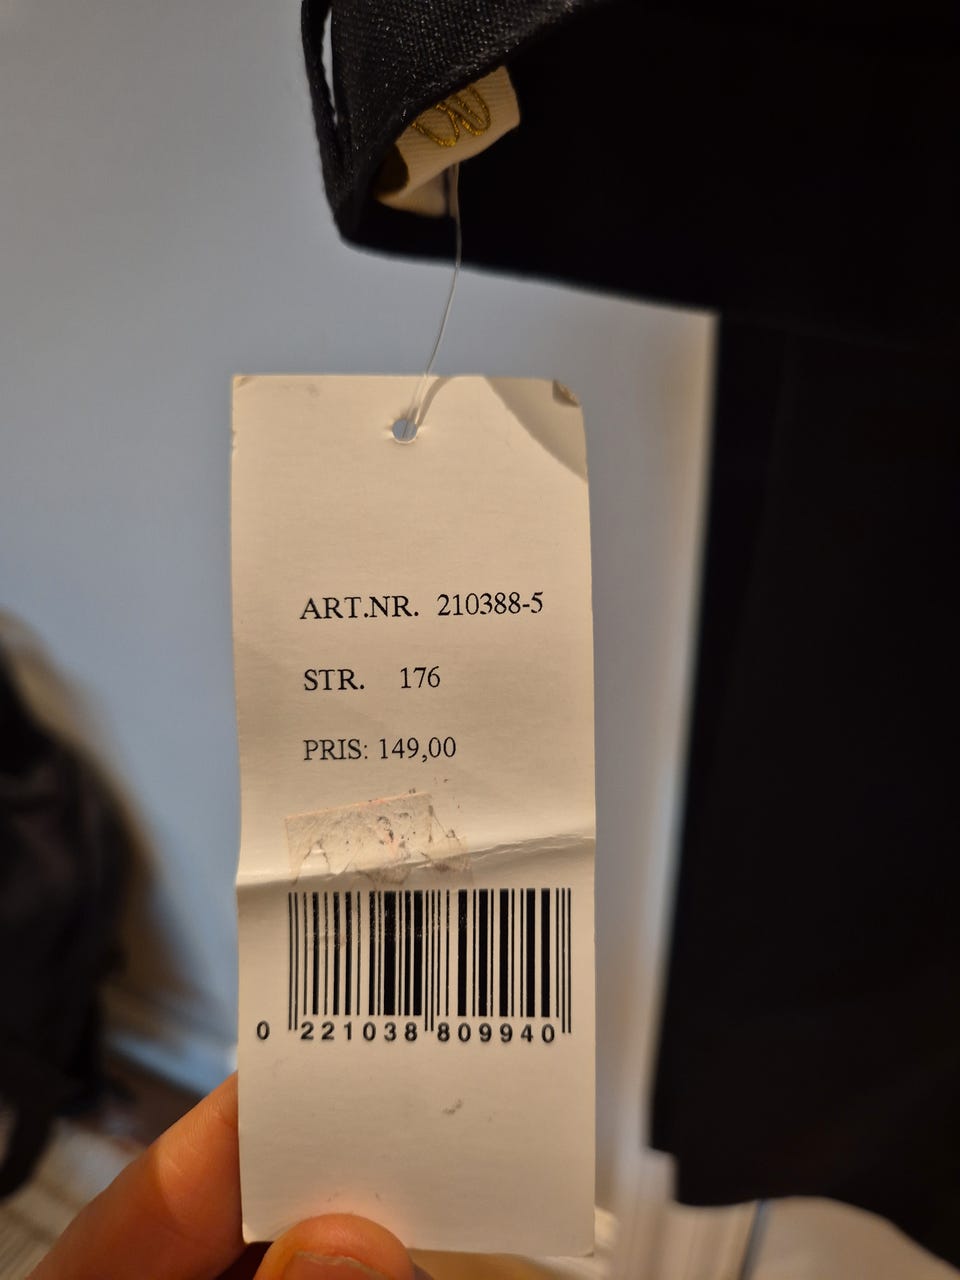 ART.NR. 210388-5
STR. 176
PRIS: 149,00
0 221038 809940